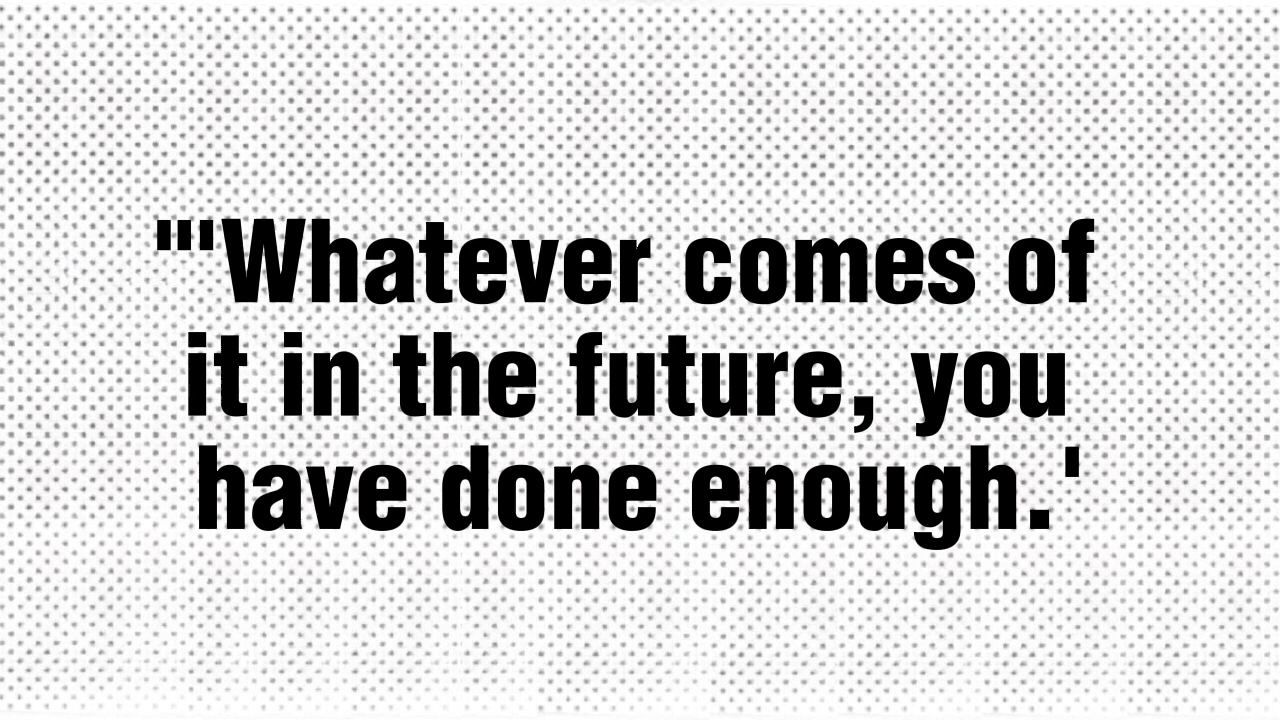 "'Whatever comes of
it in the future, you
have done enough.'